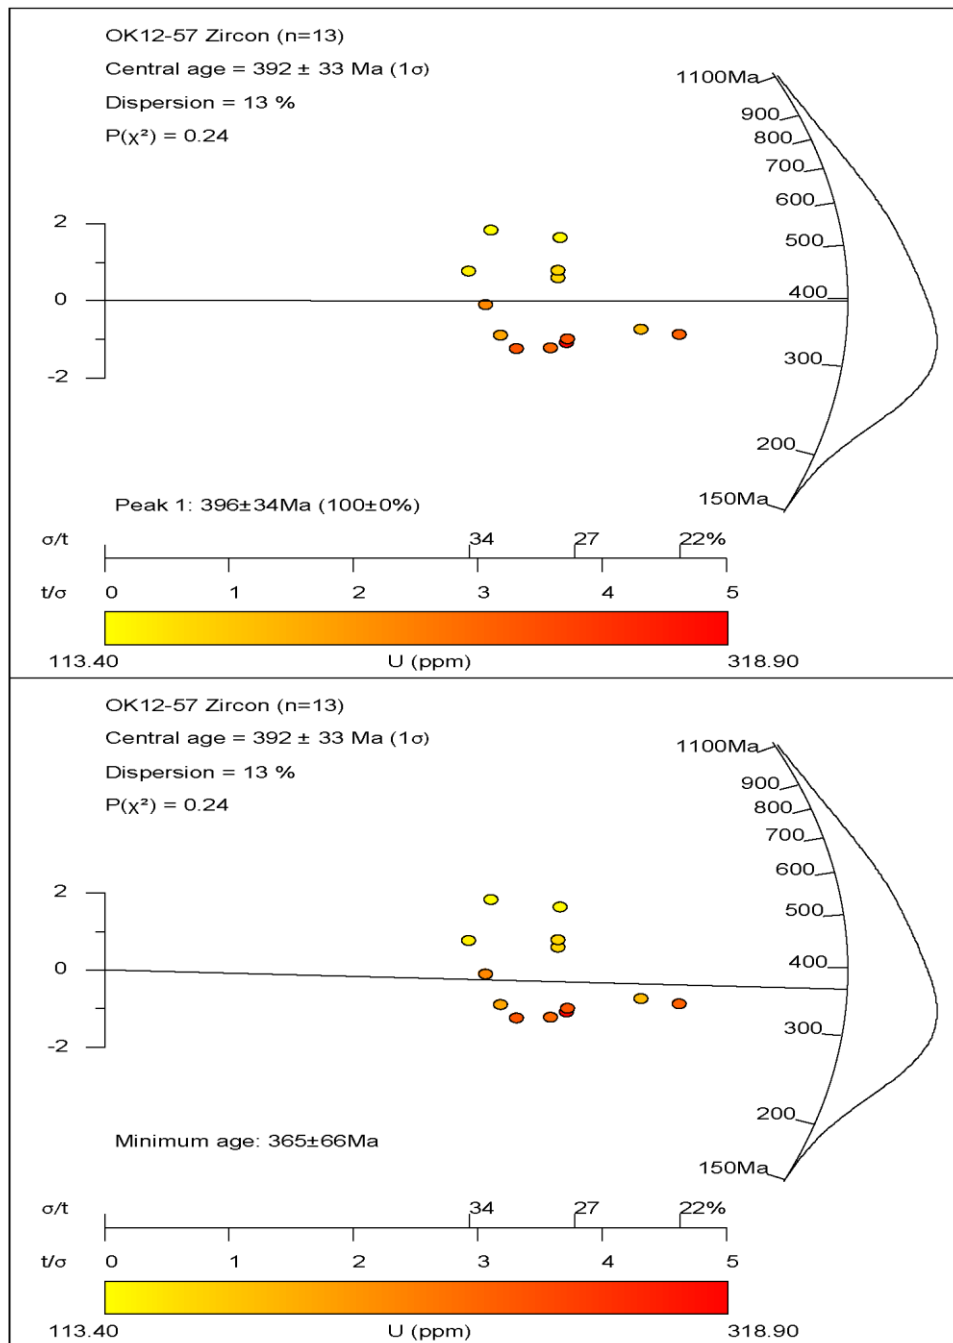 OK12-57 Zircon (n=13)
Central age = 392 ± 33 Ma (1σ)
Dispersion = 13 %
P(χ²) = 0.24
1100Ma
900
800
700
600
500
400
300
200
150Ma
2
0
-2
Peak 1: 396±34Ma (100±0%)
σ/t 34 27 22%
t/σ 0 1 2 3 4 5
113.40 U (ppm) 318.90
OK12-57 Zircon (n=13)
Central age = 392 ± 33 Ma (1σ)
Dispersion = 13 %
P(χ²) = 0.24
1100Ma
900
800
700
600
500
400
300
200
150Ma
2
0
-2
Minimum age: 365±66Ma
σ/t 34 27 22%
t/σ 0 1 2 3 4 5
113.40 U (ppm) 318.90